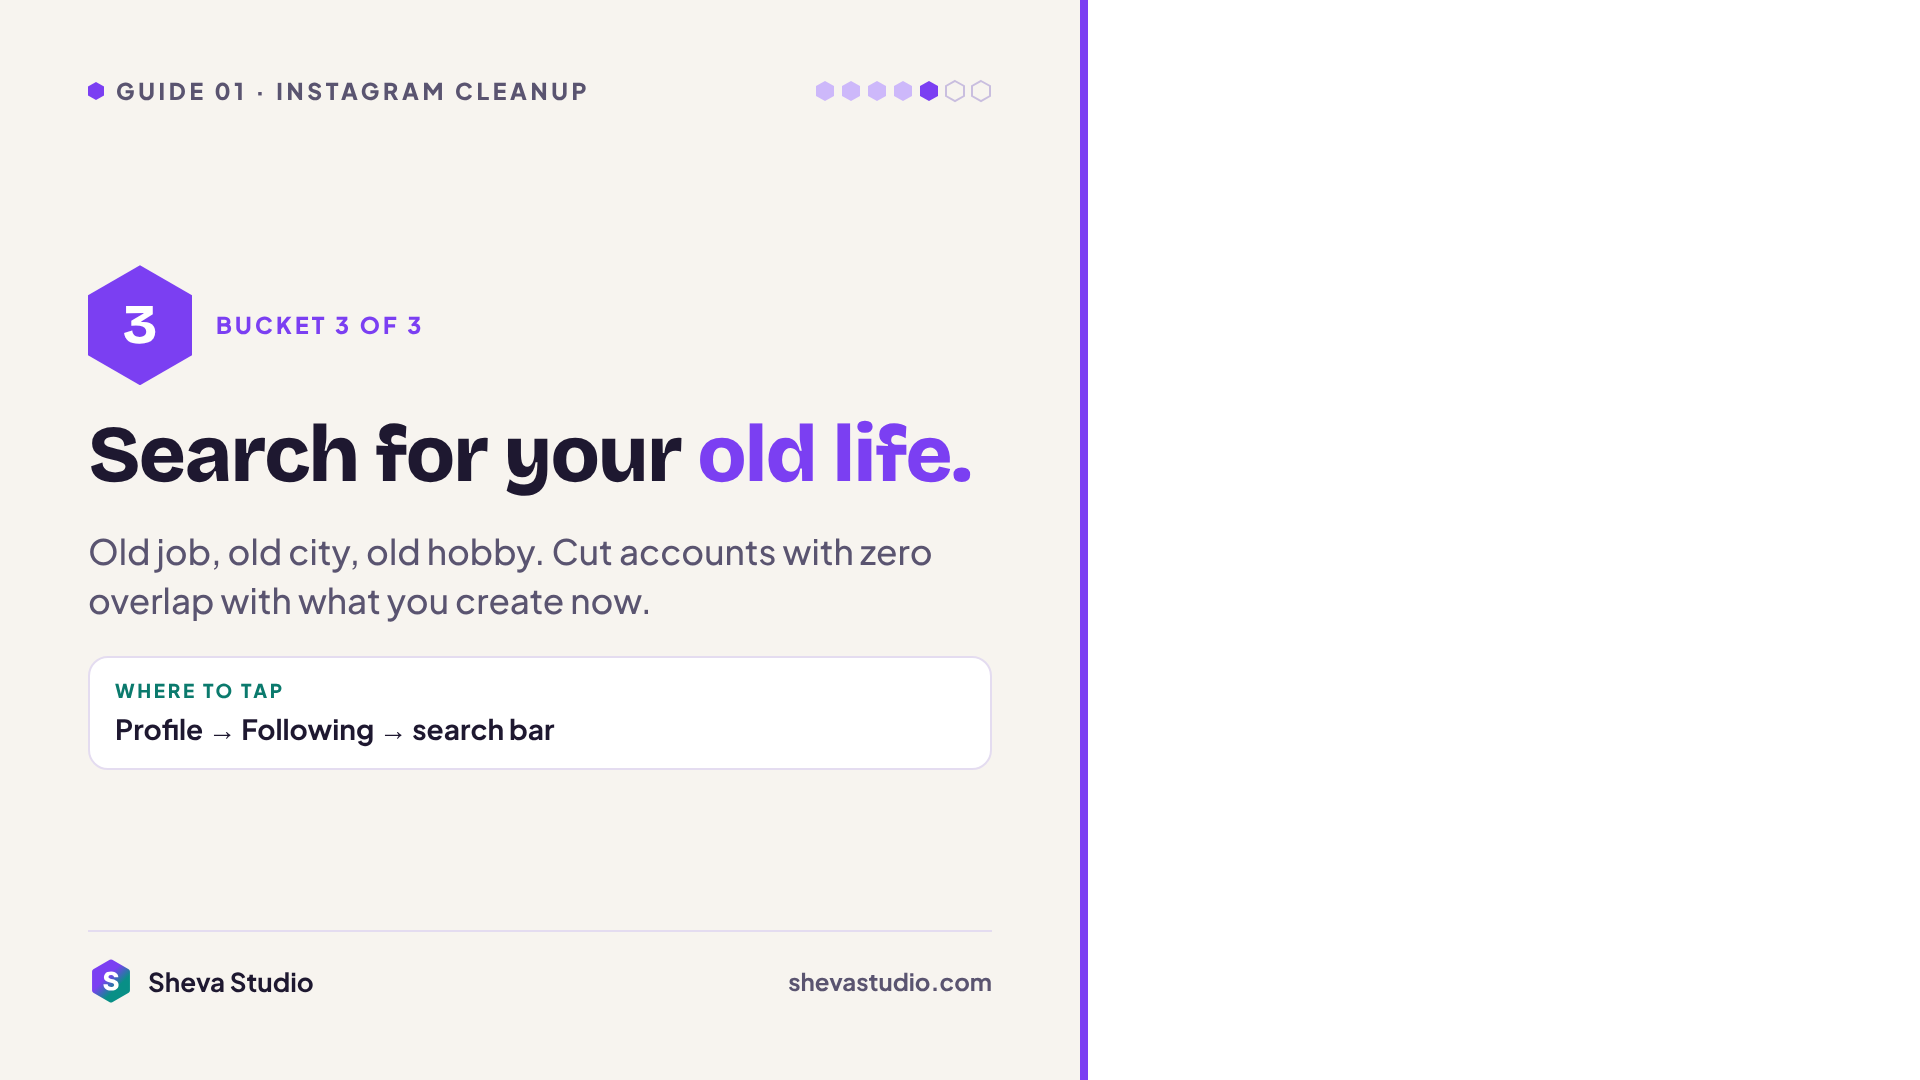 GUIDE 01 · INSTAGRAM CLEANUP
3
BUCKET 3 OF 3
Search for your old life.
Old job, old city, old hobby. Cut accounts with zero
overlap with what you create now.
WHERE TO TAP
Profile → Following → search bar
S
Sheva Studio
shevastudio.com